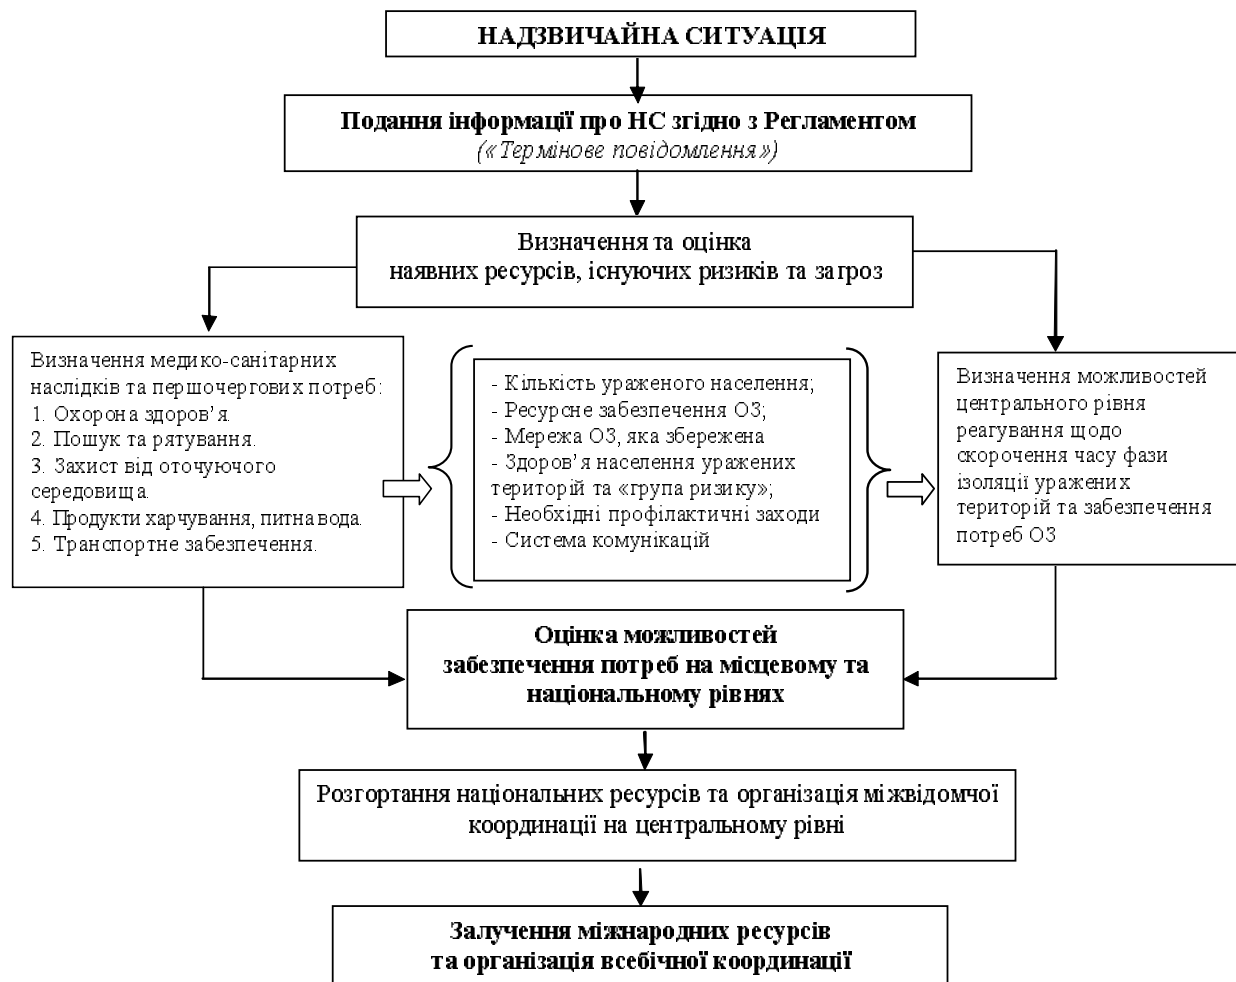 НАДЗВИЧАЙНА СИТУАЦІЯ
Подання інформації про НС згідно з Регламентом
(«Термінове повідомлення»)
Визначення та оцінка
наявних ресурсів, існуючих ризиків та загроз
Визначення медико-санітарних
наслідків та першочергових потреб:
1. Охорона здоров’я.
2. Пошук та рятування.
3. Захист від оточуючого
середовища.
4. Продукти харчування, питна вода.
5. Транспортне забезпечення.
- Кількість ураженого населення;
- Ресурсне забезпечення ОЗ;
- Мережа ОЗ, яка збережена
- Здоров’я населення уражених
територій та «група ризику»;
- Необхідні профілактичні заходи
- Система комунікацій
Визначення можливостей
центрального рівня
реагування щодо
скорочення часу фази
ізоляції уражених
територій та забезпечення
потреб ОЗ
Оцінка можливостей
забезпечення потреб на місцевому та
національному рівнях
Розгортання національних ресурсів та організація міжвідомчої
координації на центральному рівні
Залучення міжнародних ресурсів
та організація всебічної координації